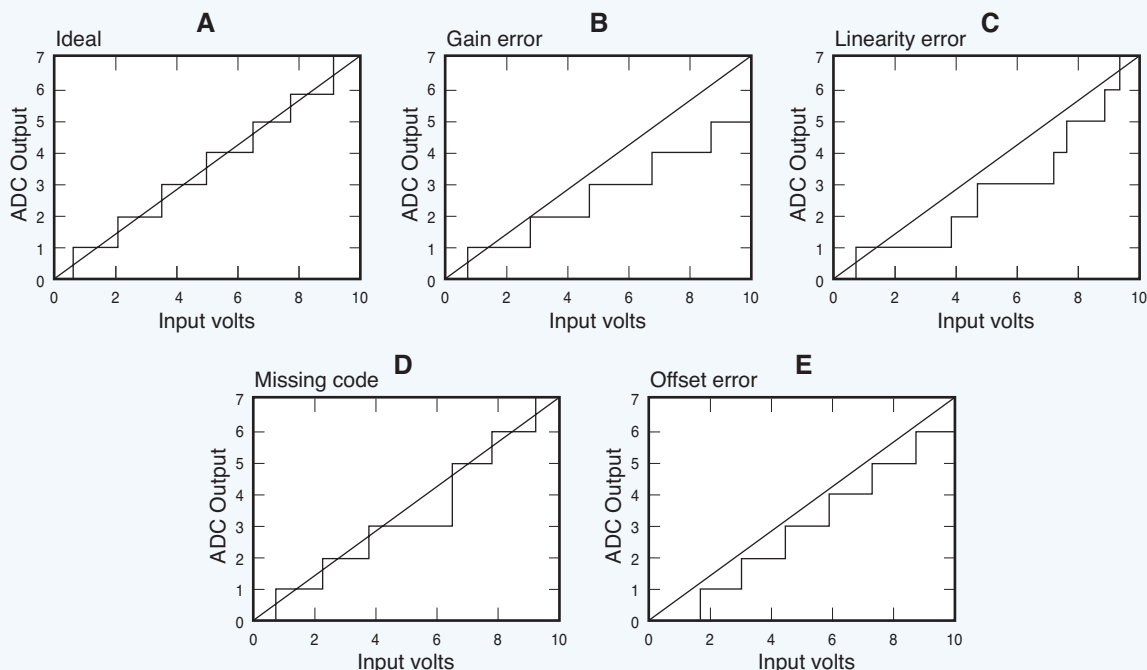 A
Ideal
7
6
5
4
3
2
1
0
ADC Output
0 2 4 6 8 10
Input volts
B
Gain error
7
6
5
4
3
2
1
0
ADC Output
0 2 4 6 8 10
Input volts
C
Linearity error
7
6
5
4
3
2
1
0
ADC Output
0 2 4 6 8 10
Input volts
D
Missing code
7
6
5
4
3
2
1
0
ADC Output
0 2 4 6 8 10
Input volts
E
Offset error
7
6
5
4
3
2
1
0
ADC Output
0 2 4 6 8 10
Input volts